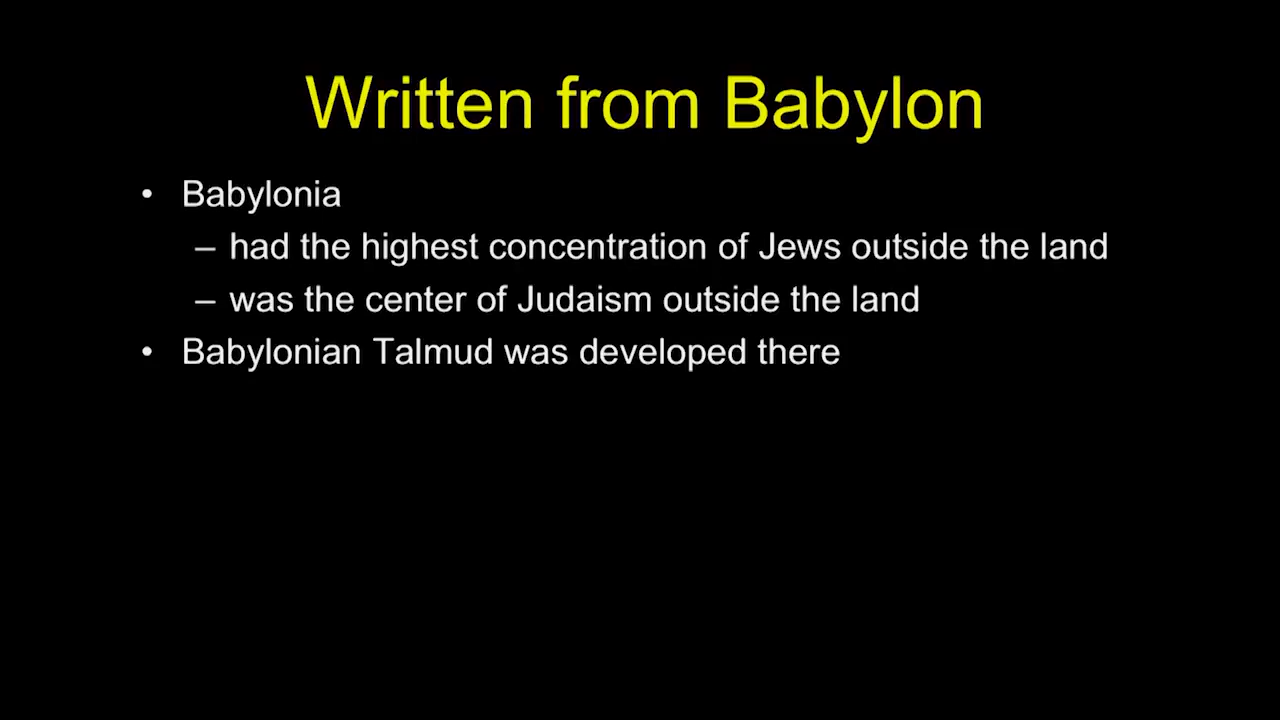 Written from Babylon
• Babylonia
– had the highest concentration of Jews outside the land
– was the center of Judaism outside the land
• Babylonian Talmud was developed there